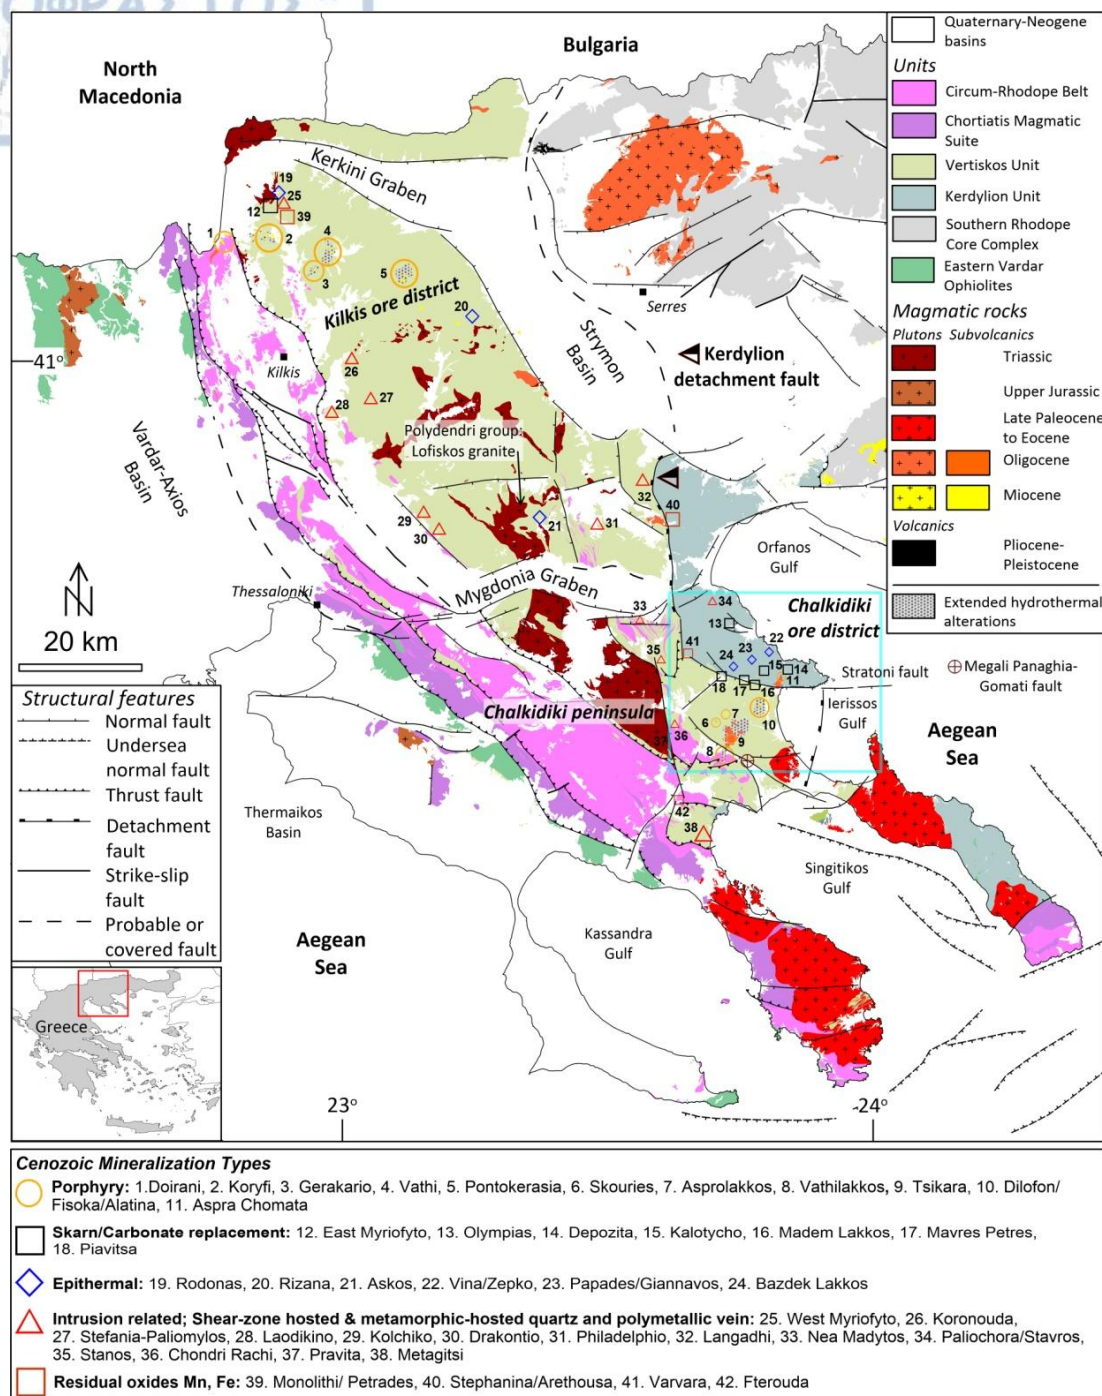 North
Macedonia
Bulgaria
Kerkini Graben
19
25
12
39
1
2
4
3
5
Kilkis ore district
20
Serres
Strymon
Basin
Kerdylion
detachment fault
41º
Kilkis
26
27
28
Polydendri group:
Lofiskos granite
Vardar-Axios
Basin
32
40
29
30
21
31
Orfanos
Gulf
Mygdonia Graben
Thessaloniki
N
20 km
33
34
13
Chalkidiki
ore district
35
41
24
23
22
15
14
18
17
16
11
Stratoni fault
Megali Panaghia-
Gomati fault
Ierissos
Gulf
Chalkidiki peninsula
6
7
10
36
9
37
8
Aegean
Sea
Thermaikos
Basin
42
38
Singitikos
Gulf
Kassandra
Gulf
Aegean
Sea
23º
24º
Quaternary-Neogene
basins
Units
Circum-Rhodope Belt
Chortiatis Magmatic
Suite
Vertiskos Unit
Kerdylion Unit
Southern Rhodope
Core Complex
Eastern Vardar
Ophiolites
Magmatic rocks
Plutons Subvolcanics
Triassic
Upper Jurassic
Late Paleocene
to Eocene
Oligocene
Miocene
Volcanics
Pliocene-
Pleistocene
Extended hydrothermal
alterations
Structural features
Normal fault
Undersea
normal fault
Thrust fault
Detachment
fault
Strike-slip
fault
Probable or
covered fault
Greece
Cenozoic Mineralization Types
Porphyry: 1.Doirani, 2. Koryfi, 3. Gerakario, 4. Vathi, 5. Pontokerasia, 6. Skouries, 7. Asprolakkos, 8. Vathilakkos, 9. Tsikara, 10. Dilofon/
Fisoka/Alatina, 11. Aspra Chomata
Skarn/Carbonate replacement: 12. East Myriofyto, 13. Olympias, 14. Depozita, 15. Kalotycho, 16. Madem Lakkos, 17. Mavres Petres,
18. Piavitsa
Epithermal: 19. Rodonas, 20. Rizana, 21. Askos, 22. Vina/Zepko, 23. Papades/Giannavos, 24. Bazdek Lakkos
Intrusion related; Shear-zone hosted & metamorphic-hosted quartz and polymetallic vein: 25. West Myriofyto, 26. Koronouda,
27. Stefania-Paliomylos, 28. Laodikino, 29. Kolchiko, 30. Drakontio, 31. Philadelphio, 32. Langadhi, 33. Nea Madytos, 34. Paliochora/Stavros,
35. Stanos, 36. Chondri Rachi, 37. Pravita, 38. Metagitsi
Residual oxides Mn, Fe: 39. Monolithi/ Petrades, 40. Stephanina/Arethousa, 41. Varvara, 42. Fterouda